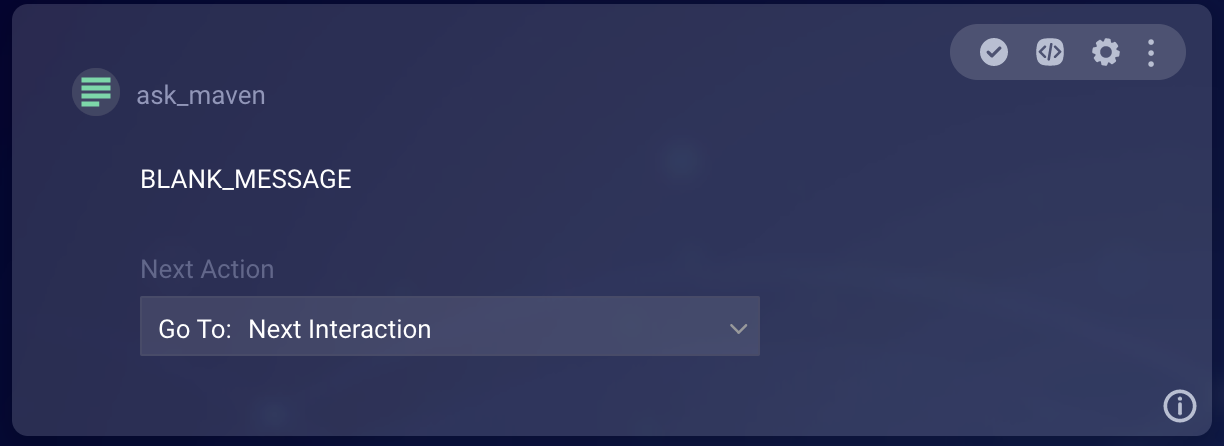 ask_maven
BLANK_MESSAGE
Next Action
Go To: Next Interaction